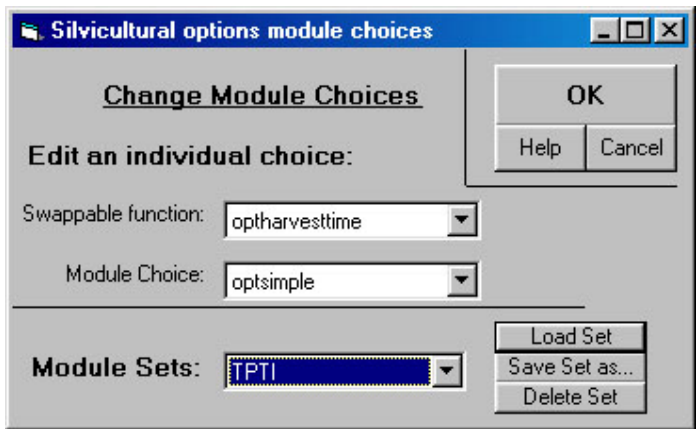 Silvicultural options module choices
Change Module Choices
OK
Help Cancel
Edit an individual choice:
Swappable function: optharvesttime
Module Choice: optsimple
Module Sets: TPTI
Load Set
Save Set as...
Delete Set